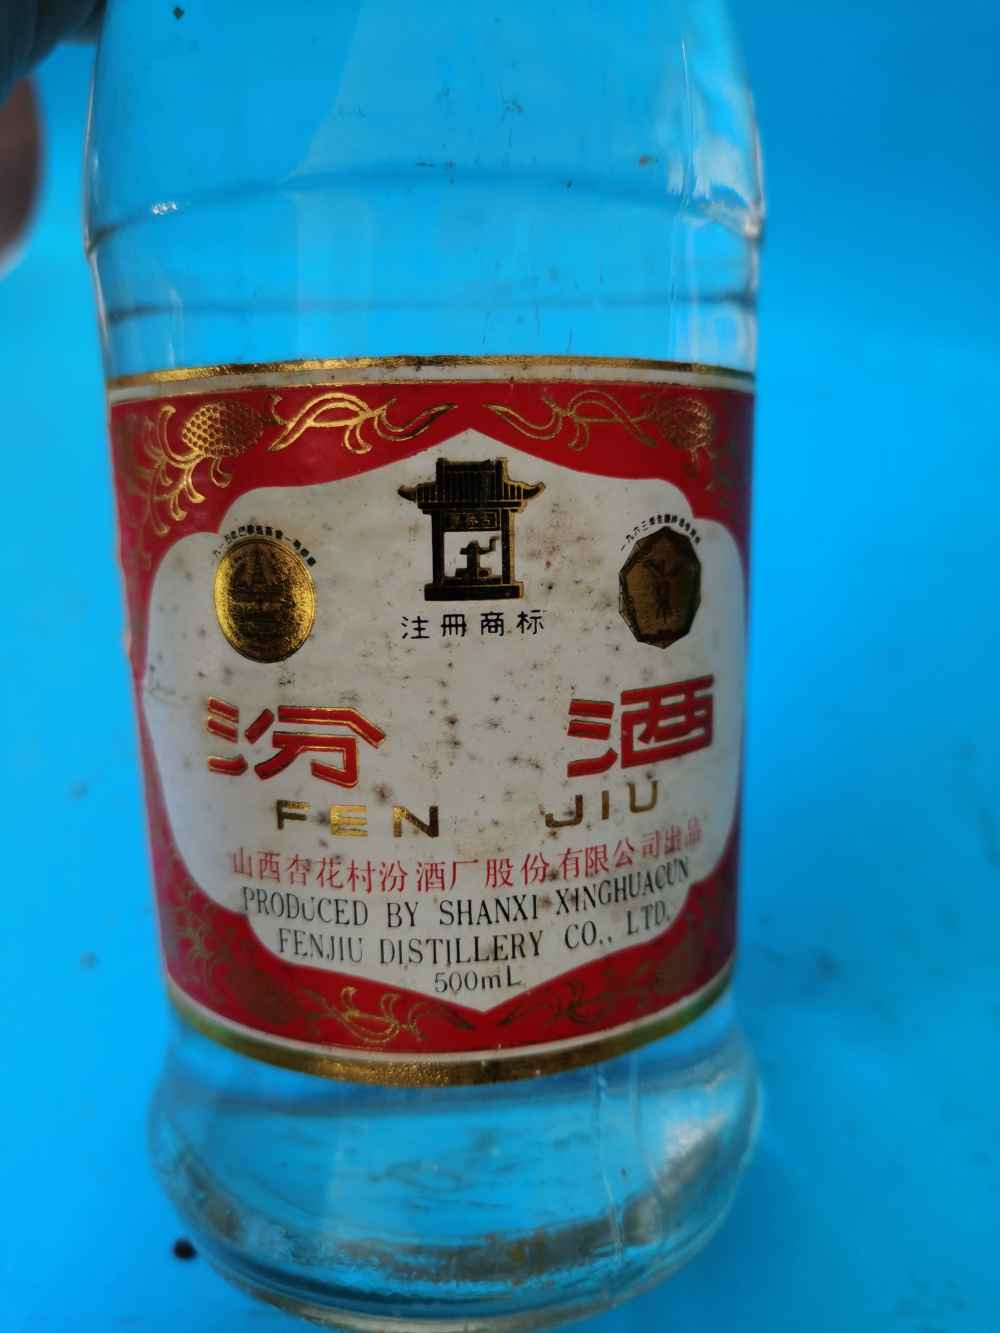 注册商标
汾酒
FEN JIU
山西杏花村汾酒厂股份有限公司出品
PRODUCED BY SHANXI XINGHUACUN
FENJIU DISTILLERY CO., LTD.
500mL